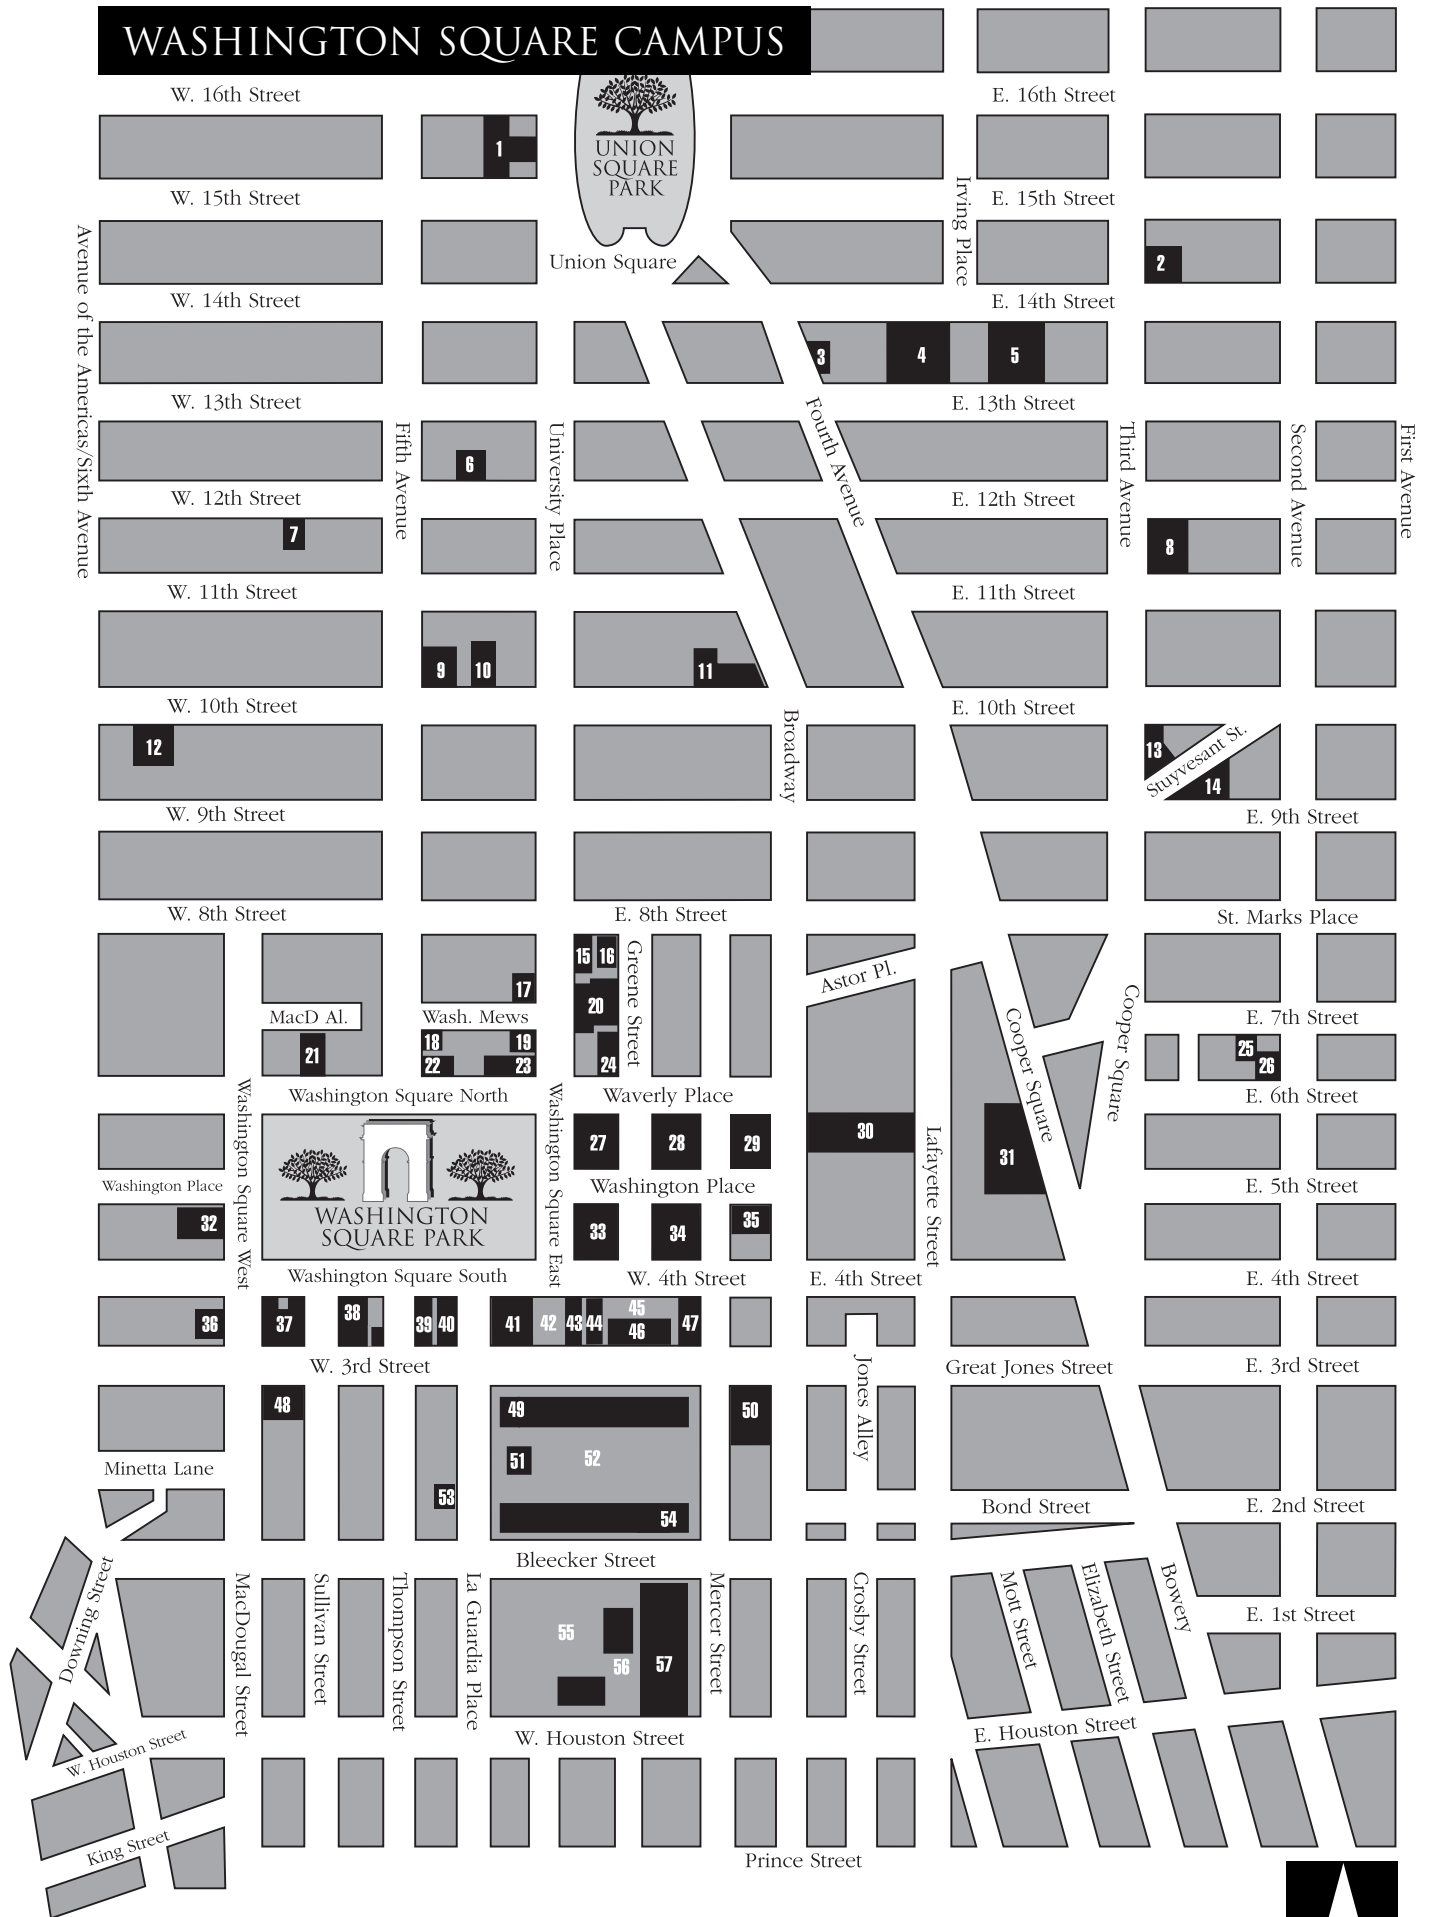 WASHINGTON SQUARE CAMPUS
W. 16th Street
E. 16th Street
UNION
SQUARE
PARK
1
W. 15th Street
E. 15th Street
Irving Place
Avenue of the Americas/Sixth Avenue
Union Square
2
W. 14th Street
E. 14th Street
3
4
5
W. 13th Street
E. 13th Street
Fifth Avenue
University Place
Fourth Avenue
Third Avenue
Second Avenue
First Avenue
6
W. 12th Street
E. 12th Street
7
8
W. 11th Street
E. 11th Street
9
10
11
W. 10th Street
E. 10th Street
Broadway
12
13
Stuyvesant St.
14
W. 9th Street
E. 9th Street
W. 8th Street
E. 8th Street
St. Marks Place
15
16
Greene Street
Astor Pl.
17
20
MacD Al.
Wash. Mews
Cooper Square
Cooper Square
E. 7th Street
18
19
21
22
23
24
25
26
Washington Square North
Waverly Place
E. 6th Street
Washington Square West
Washington Square East
27
28
29
30
Lafayette Street
31
Washington Place
Washington Place
E. 5th Street
WASHINGTON
SQUARE PARK
32
33
34
35
Washington Square South
W. 4th Street
E. 4th Street
E. 4th Street
36
37
38
39
40
41
42
43
44
45
46
47
W. 3rd Street
Jones Alley
Great Jones Street
E. 3rd Street
48
49
50
51
52
53
54
Minetta Lane
Bond Street
E. 2nd Street
Downing Street
Bleecker Street
MacDougal Street
Sullivan Street
Thompson Street
La Guardia Place
Mercer Street
Crosby Street
Mott Street
Elizabeth Street
Bowery
E. 1st Street
55
56
57
W. Houston Street
W. Houston Street
E. Houston Street
King Street
Prince Street